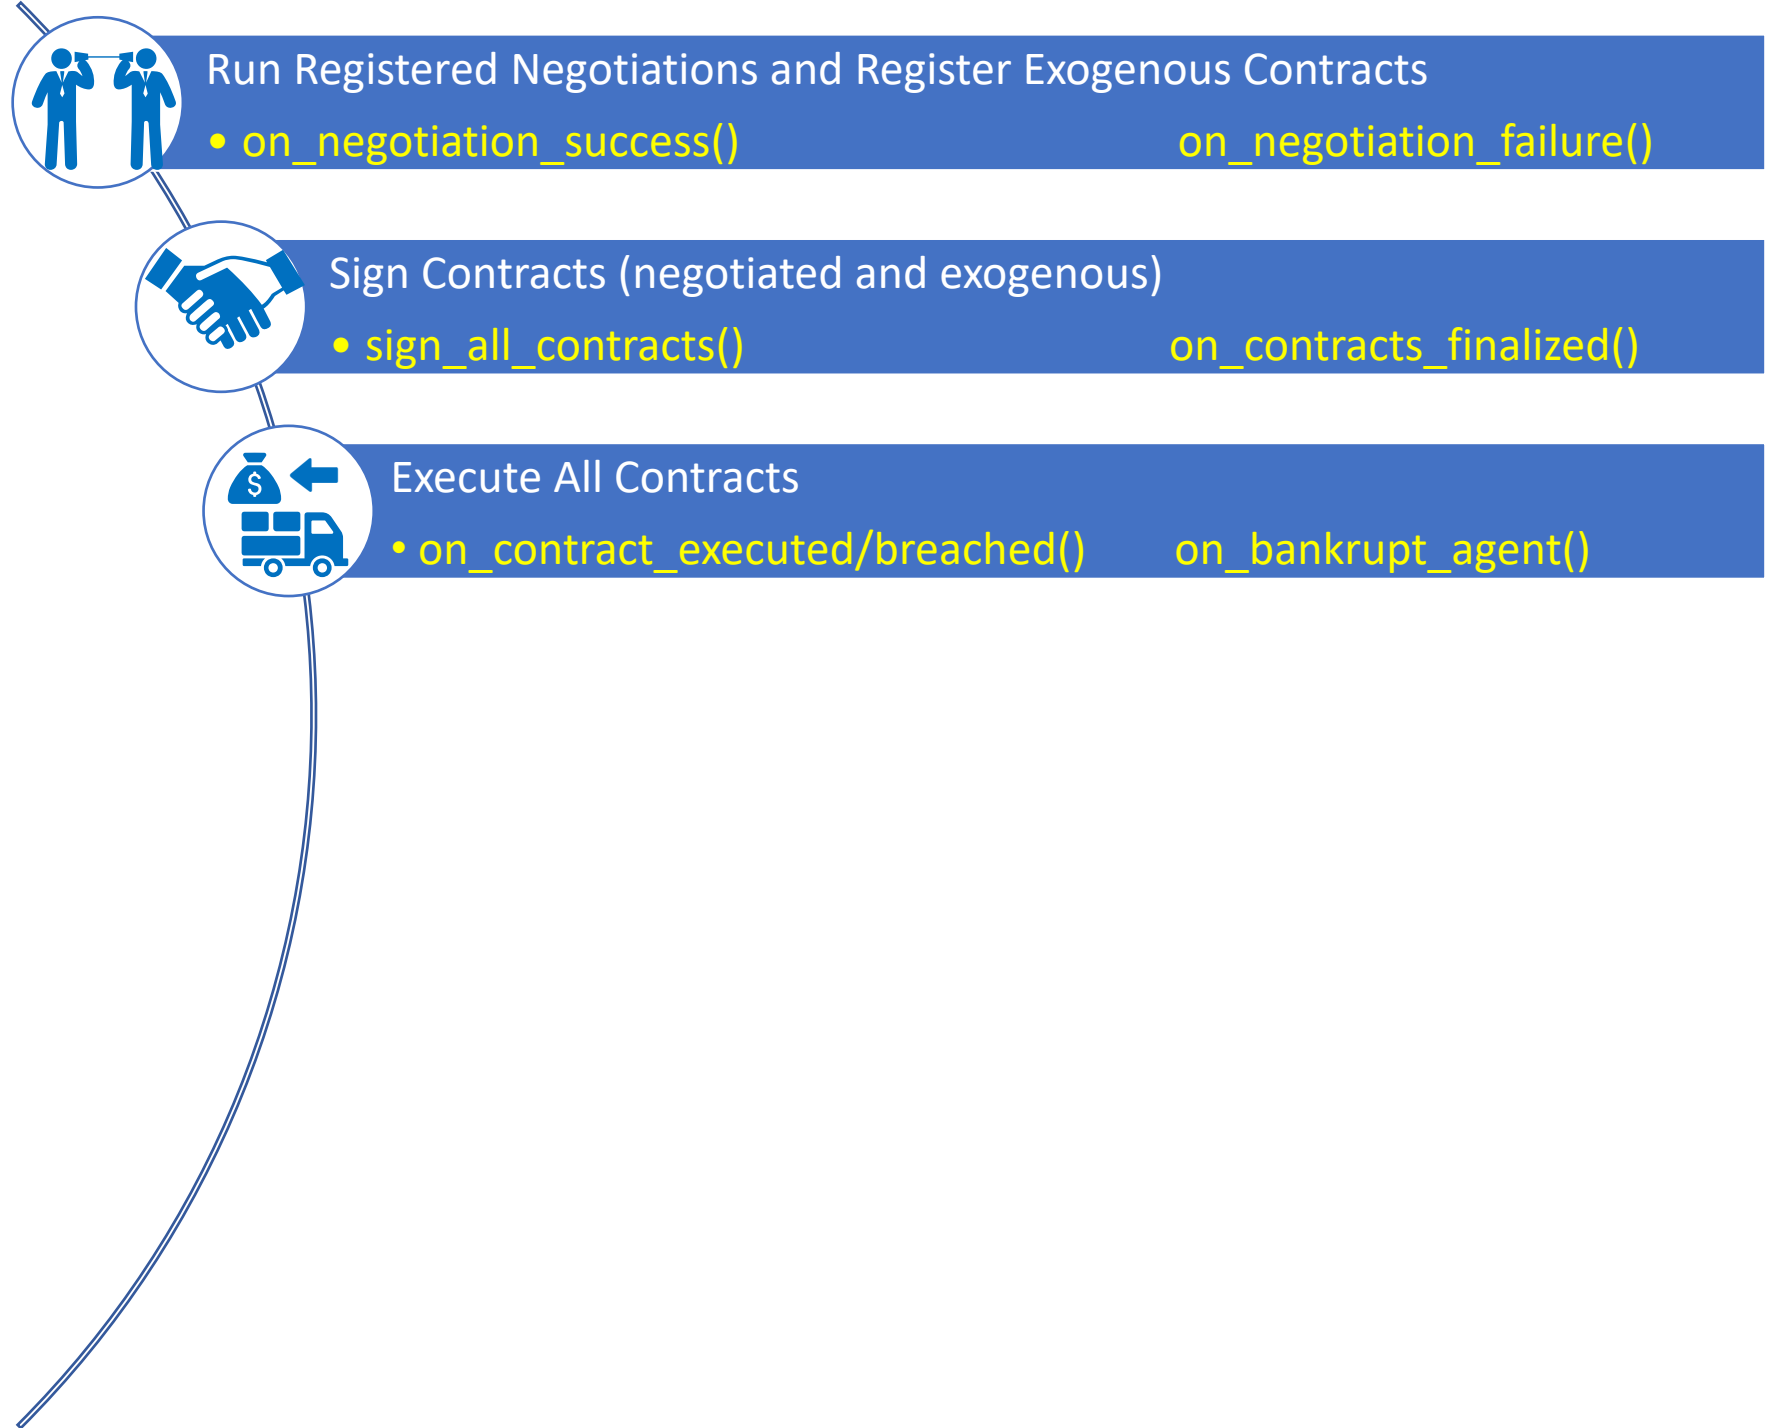 Run Registered Negotiations and Register Exogenous Contracts
• on_negotiation_success() on_negotiation_failure()
Sign Contracts (negotiated and exogenous)
• sign_all_contracts() on_contracts_finalized()
$
Execute All Contracts
• on_contract_executed/breached() on_bankrupt_agent()